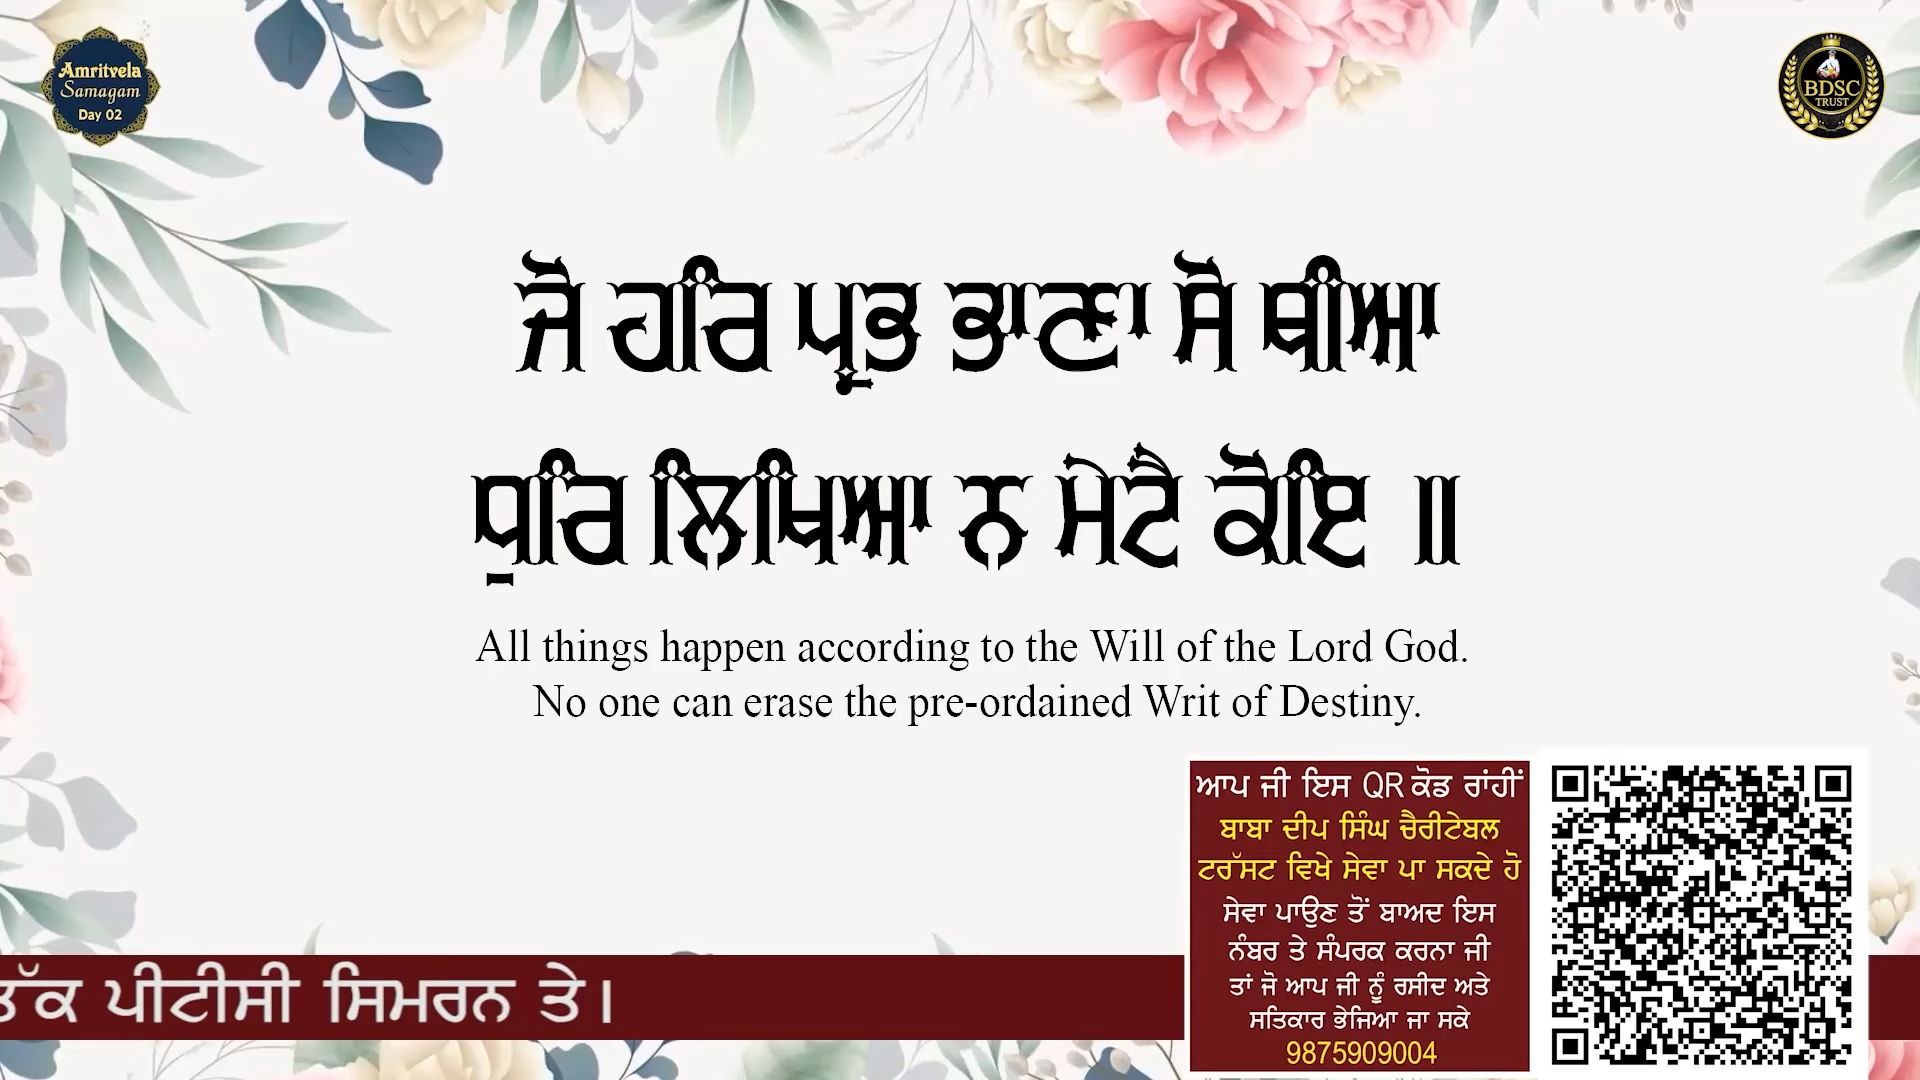 Amritvela
Samagam
Day 02
BDSC
TRUST
ਜੋ ਹਰਿ ਪ੍ਰਭ ਭਾਣਾ ਸੋ ਥੀਆ
ਧੁਰਿ ਲਿਖਿਆ ਨ ਮੇਟੈ ਕੋਇ ॥
All things happen according to the Will of the Lord God.
No one can erase the pre-ordained Writ of Destiny.
ਆਪ ਜੀ ਇਸ QR ਕੋਡ ਰਾਂਹੀਂ
ਬਾਬਾ ਦੀਪ ਸਿੰਘ ਚੈਰੀਟੇਬਲ
ਟਰੱਸਟ ਵਿਖੇ ਸੇਵਾ ਪਾ ਸਕਦੇ ਹੋ
ਸੇਵਾ ਪਾਉਣ ਤੋਂ ਬਾਅਦ ਇਸ
ਨੰਬਰ ਤੇ ਸੰਪਰਕ ਕਰਨਾ ਜੀ
ਤਾਂ ਜੋ ਆਪ ਜੀ ਨੂੰ ਰਸੀਦ ਅਤੇ
ਸਤਿਕਾਰ ਭੇਜਿਆ ਜਾ ਸਕੇ
9875909004
ਤੱਕ ਪੀਟੀਸੀ ਸਿਮਰਨ ਤੇ।